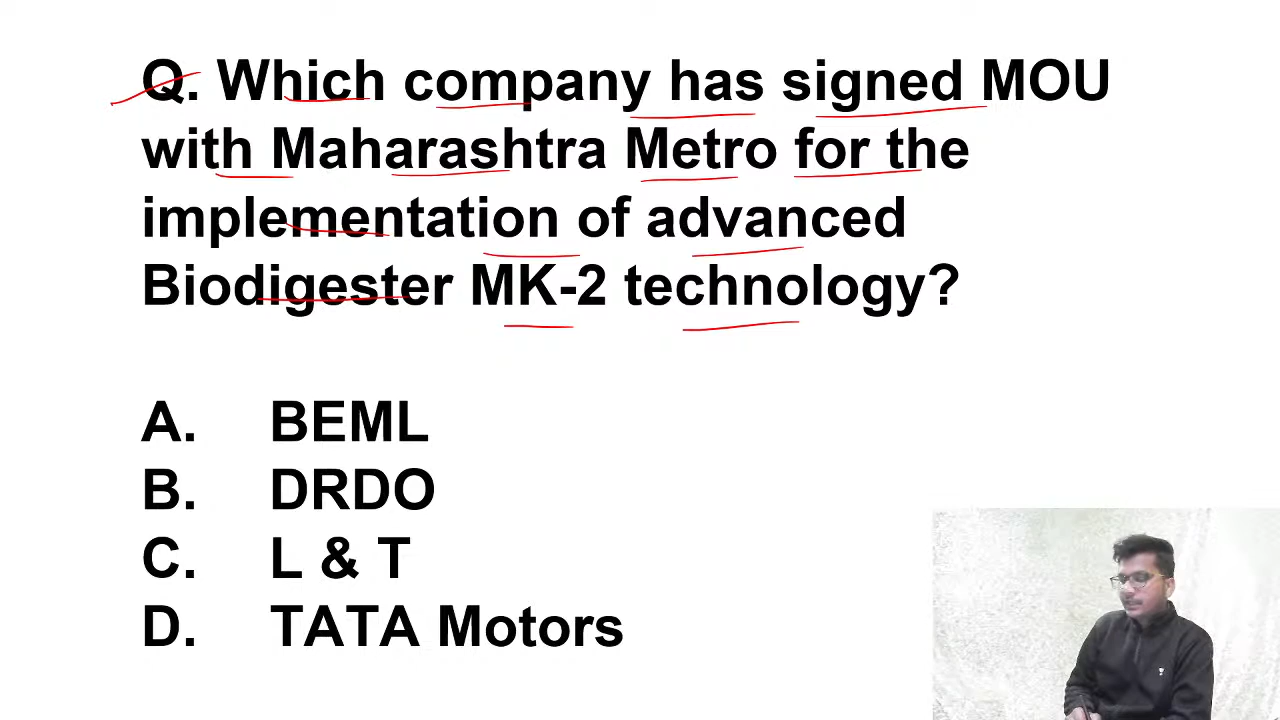 Q. Which company has signed MOU
with Maharashtra Metro for the
implementation of advanced
Biodigester MK-2 technology?
A. BEML
B. DRDO
C. L & T
D. TATA Motors